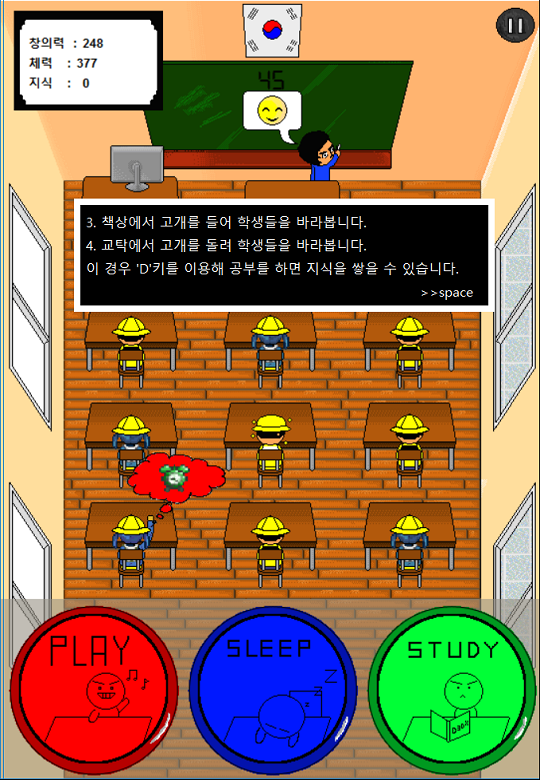 창의력 : 248
체력 : 377
지식 : 0
45
3. 책상에서 고개를 들어 학생들을 바라봅니다.
4. 교탁에서 고개를 돌려 학생들을 바라봅니다.
이 경우 'D'키를 이용해 공부를 하면 지식을 쌓을 수 있습니다.
>>space
PLAY
SLEEP
Z
Z
STUDY